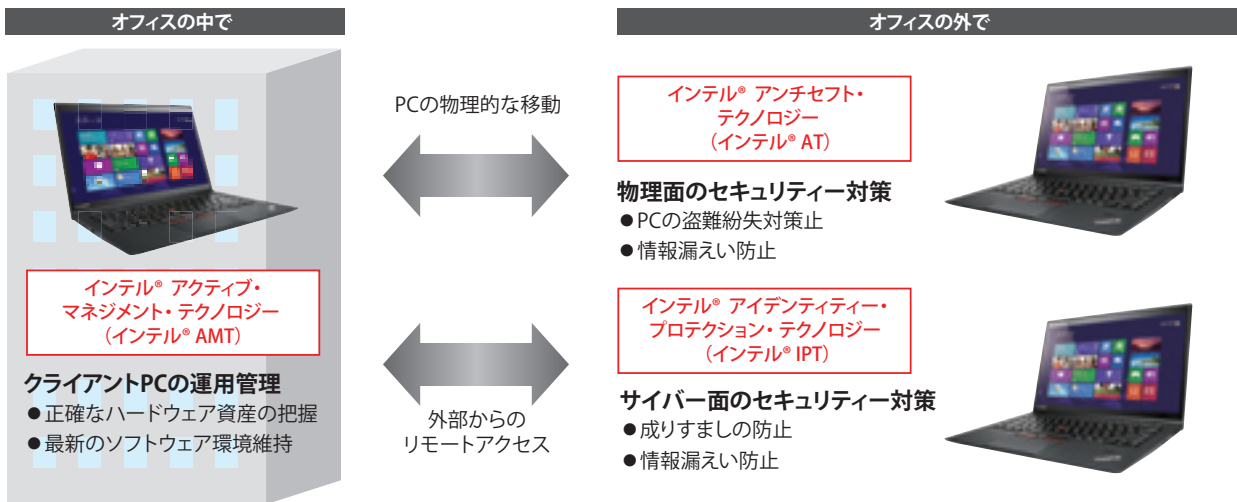 オフィスの中で
インテル® アクティブ・
マネジメント・テクノロジー
（インテル® AMT）
クライアントPCの運用管理
●正確なハードウェア資産の把握
●最新のソフトウェア環境維持
PCの物理的な移動
外部からの
リモートアクセス
オフィスの外で
インテル® アンチセフト・
テクノロジー
（インテル® AT）
物理面のセキュリティー対策
●PCの盗難紛失対策止
●情報漏えい防止
インテル® アイデンティティー・
プロテクション・テクノロジー
（インテル® IPT）
サイバー面のセキュリティー対策
●成りすましの防止
●情報漏えい防止